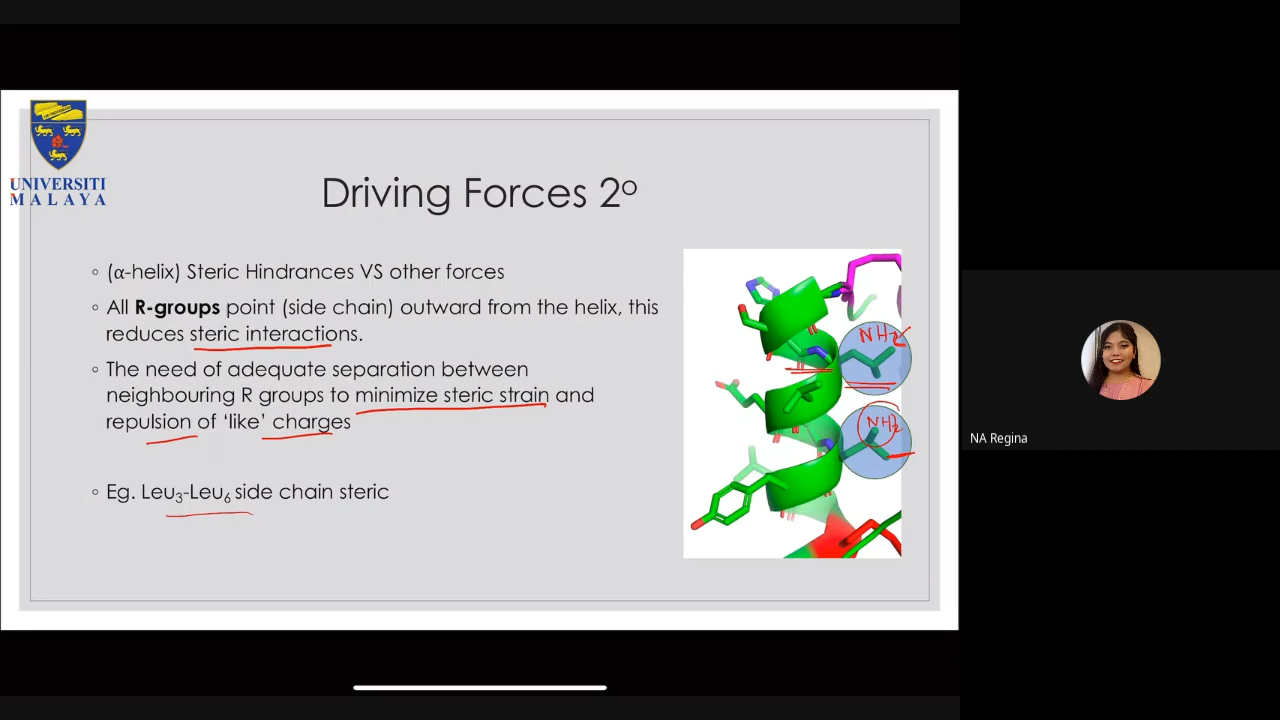 UNIVERSITI
MALAYA
Driving Forces 2º
(α-helix) Steric Hindrances VS other forces
All R-groups point (side chain) outward from the helix, this
reduces steric interactions.
The need of adequate separation between
neighbouring R groups to minimize steric strain and
repulsion of ‘like’ charges
Eg. Leu₃-Leu₆ side chain steric
NH₂
NH₂
NA Regina